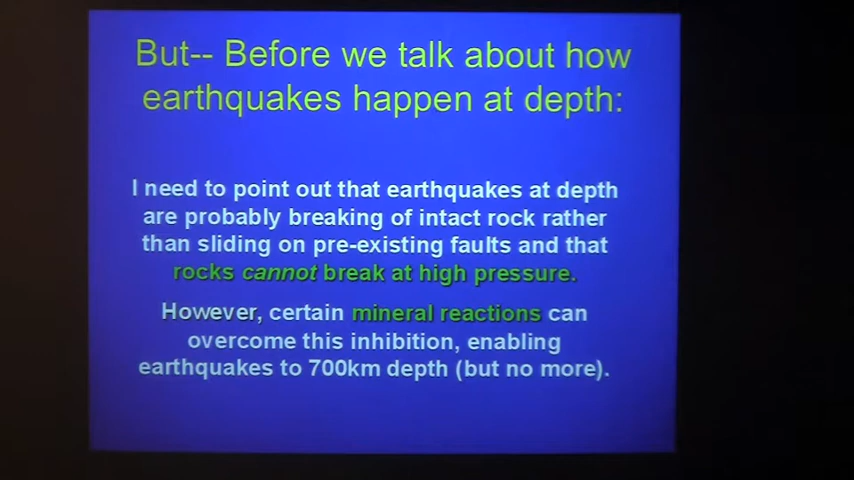 But-- Before we talk about how
earthquakes happen at depth:
I need to point out that earthquakes at depth
are probably breaking of intact rock rather
than sliding on pre-existing faults and that
rocks cannot break at high pressure.
However, certain mineral reactions can
overcome this inhibition, enabling
earthquakes to 700km depth (but no more).